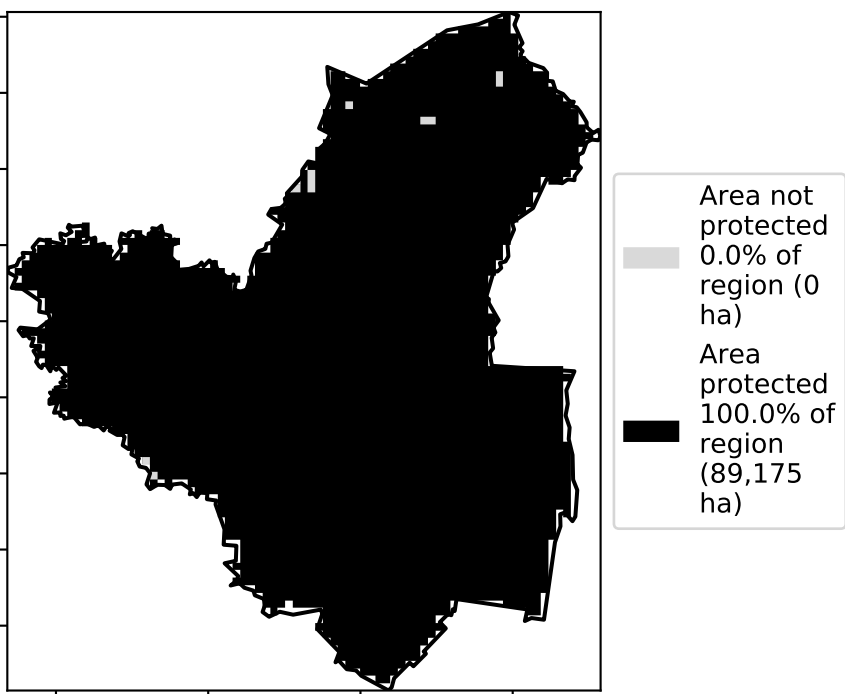 Area not
protected
0.0% of
region (0
ha)
Area
protected
100.0% of
region
(89,175
ha)